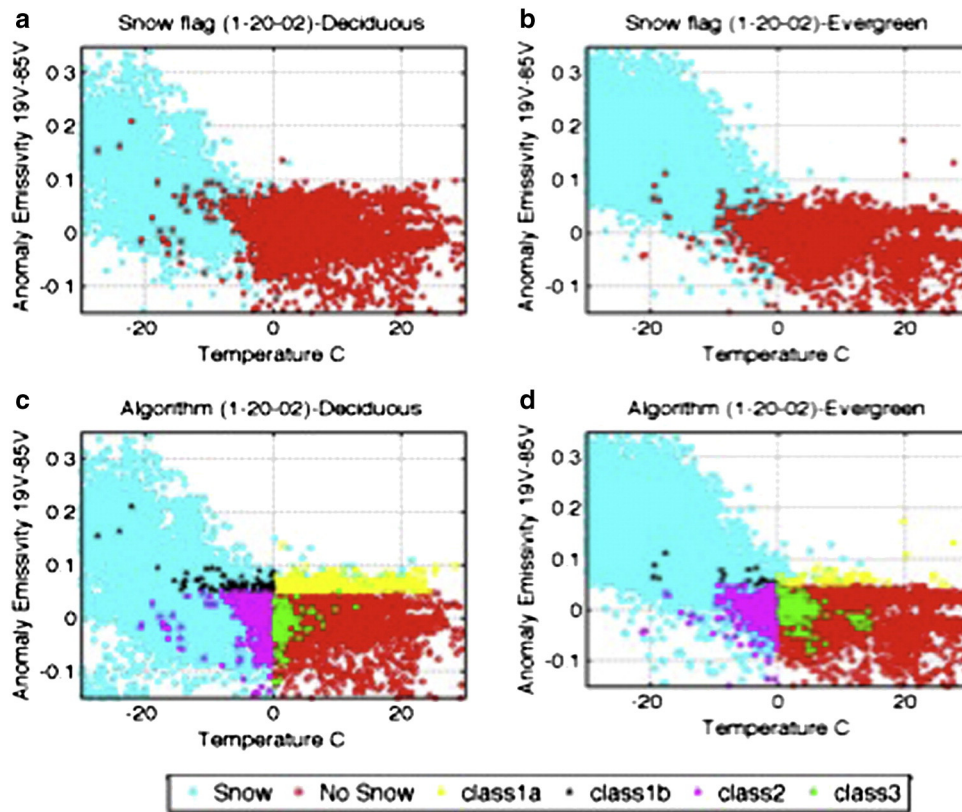 a
Snow flag (1-20-02)-Deciduous
Anomaly Emissivity 19V-85V
0 3
0 2
0 1
0
-0 1
-20
0
20
Temperature C
b
Snow flag (1-20-02)-Evergreen
Anomaly Emissivity 19V-85V
0 3
0 2
0 1
0
-0 1
-20
0
20
Temperature C
c
Algorithm (1-20-02)-Deciduous
Anomaly Emissivity 19V-85V
0 3
0 2
0 1
0
-0 1
-20
0
20
Temperature C
d
Algorithm (1-20-02)-Evergreen
Anomaly Emissivity 19V-85V
0 3
0 2
0 1
0
-0 1
-20
0
20
Temperature C
Snow
No Snow
class1a
class1b
class2
class3